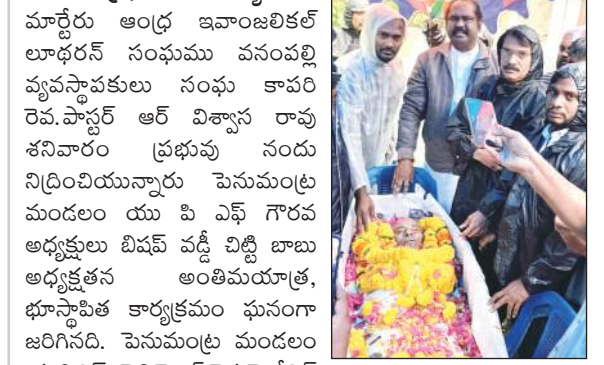 మార్టేరు ఆంధ్ర ఇవాంజలికల్
లూథరన్ సంఘము వనంపల్లి
వ్యవస్థాపకులు సంఘ కాపరి
రెవ.పాస్టర్ ఆర్ విశ్వాస రావు
శనివారం ప్రభువు నందు
నిద్రించియున్నారు పెనుమంట్ర
మండలం యు పి ఎఫ్ గౌరవ
అధ్యక్షులు బిషప్ వడ్డీ చిట్టి బాబు
అధ్యక్షతన అంతిమయాత్ర,
భూస్థాపిత కార్యక్రమం ఘనంగా
జరిగినది. పెనుమంట్ర మండలం